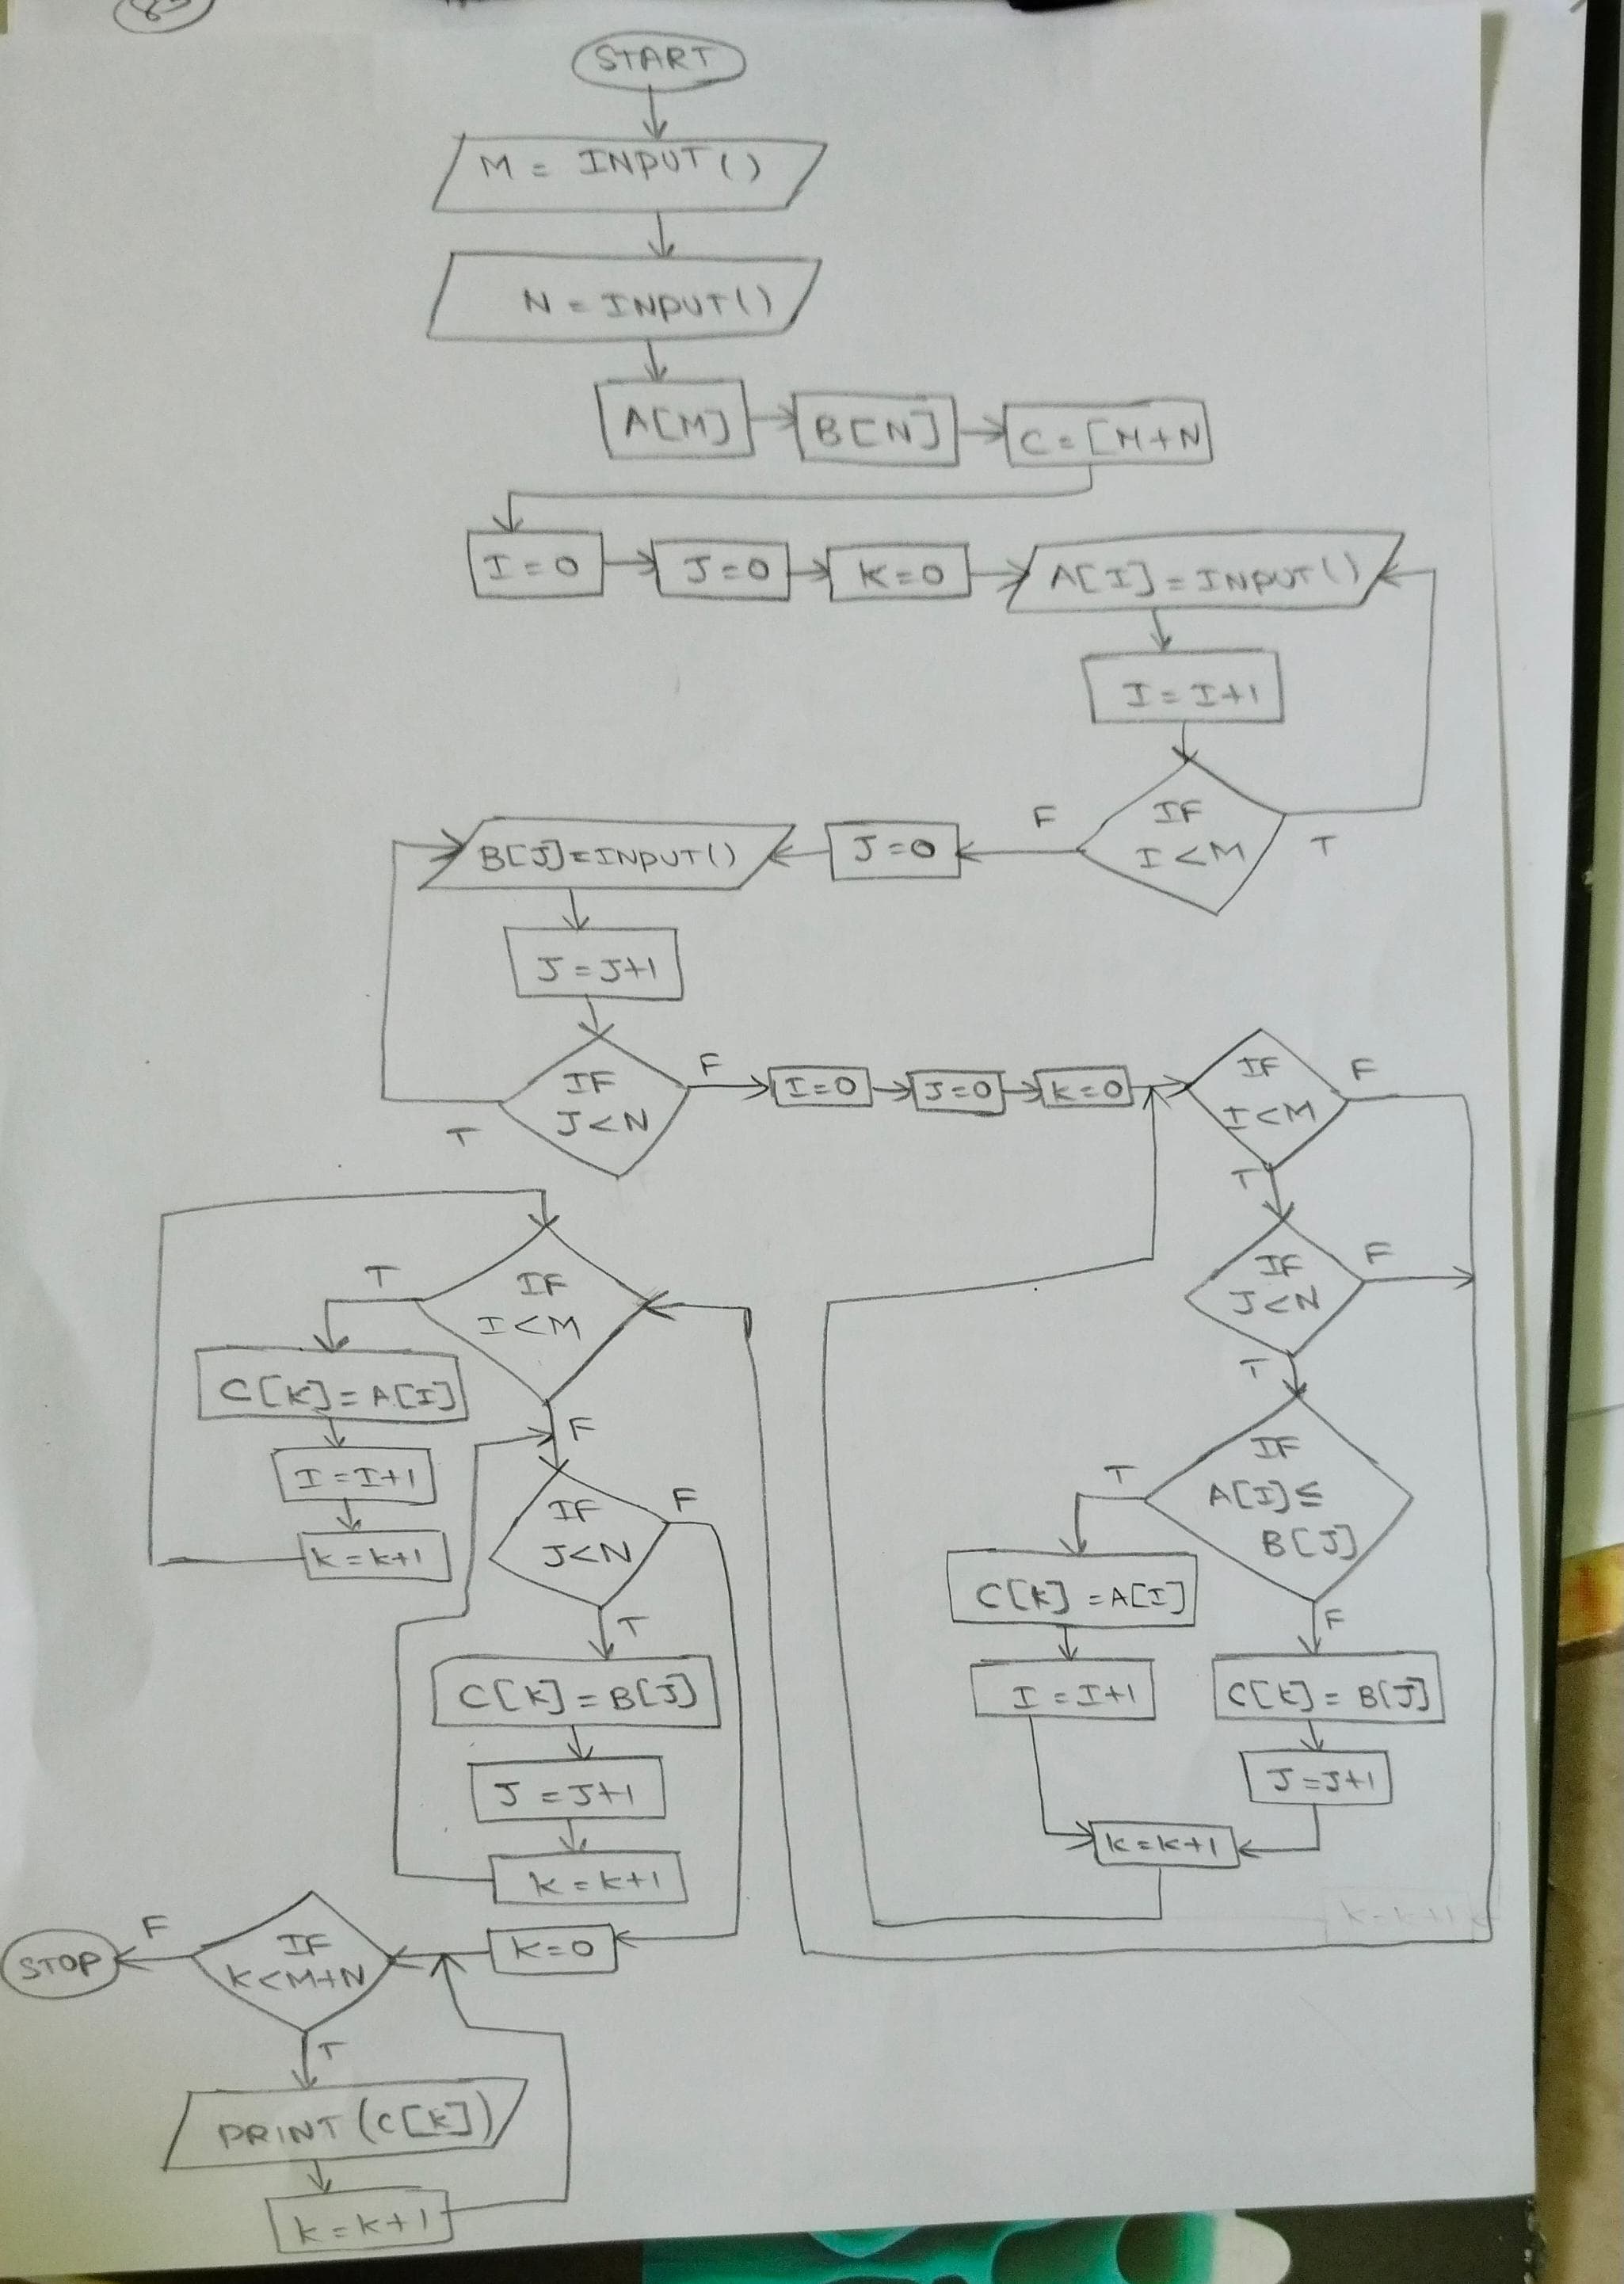 83
START
M = INPUT()
N = INPUT()
A[M]
B[N]
C = [M+N
I = 0
J = 0
K = 0
A[I] = INPUT()
I = I+1
IF
I < M
T
F
J = 0
B[J] = INPUT()
J = J+1
IF
J < N
T
F
I = 0
J = 0
K = 0
IF
I < M
F
T
IF
J < N
F
T
IF
A[I] ≤
B[J]
T
C[K] = A[I]
I = I+1
F
C[K] = B[J]
J = J+1
K = K+1
K = K+1
IF
I < M
T
C[K] = A[I]
I = I+1
K = K+1
F
IF
J < N
F
T
C[K] = B[J]
J = J+1
K = K+1
K = 0
IF
K < M+N
F
STOP
T
PRINT (C[K])
K = K+1